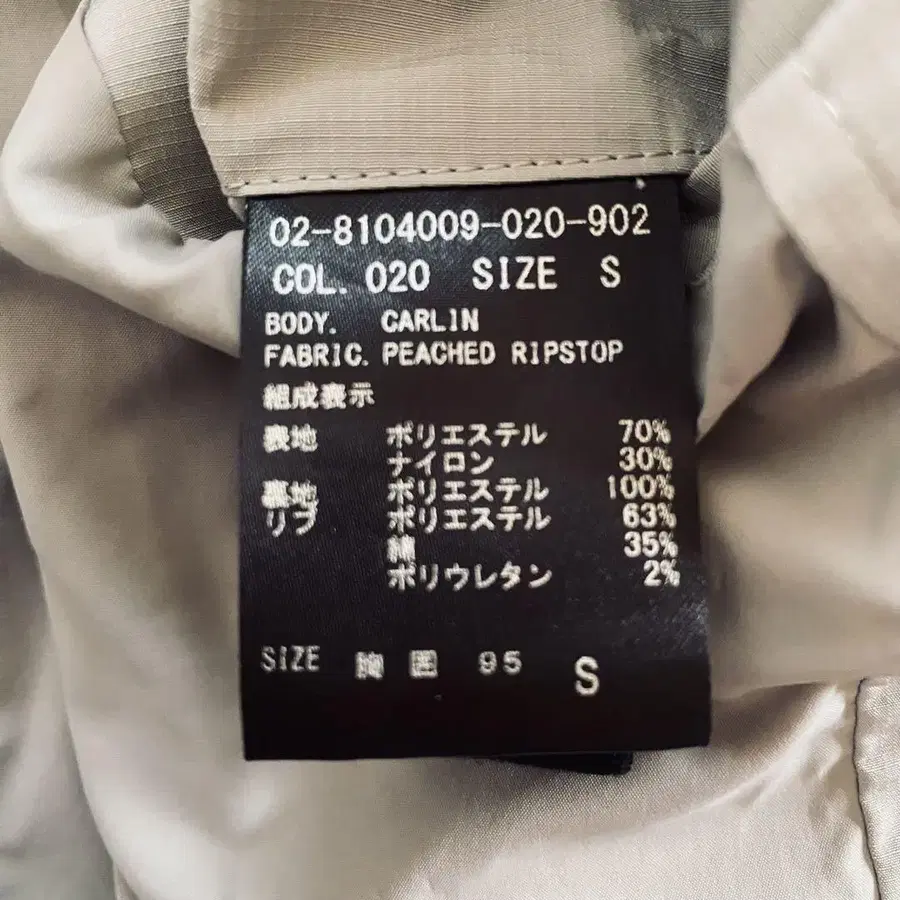 02-8104009-020-902
COL. 020 SIZE S
BODY. CARLIN
FABRIC. PEACHED RIPSTOP
組成表示
表地 ポリエステル 70%
ナイロン 30%
裏地 ポリエステル 100%
リブ ポリエステル 63%
綿 35%
ポリウレタン 2%
SIZE 胸囲 95 S